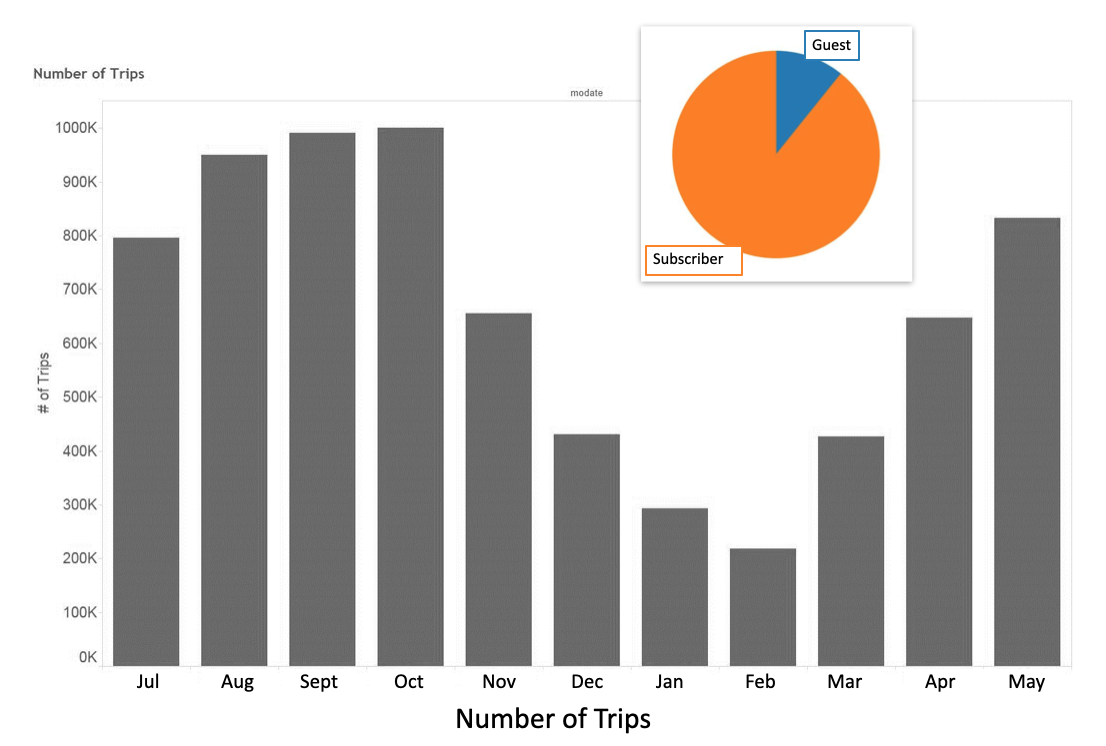 Guest
Number of Trips
modate
1000K
900K
800K
Subscriber
700K
600K
# of Trips
500K
400K
300K
200K
100K
0K
Jul Aug Sept Oct Nov Dec Jan Feb Mar Apr May
Number of Trips